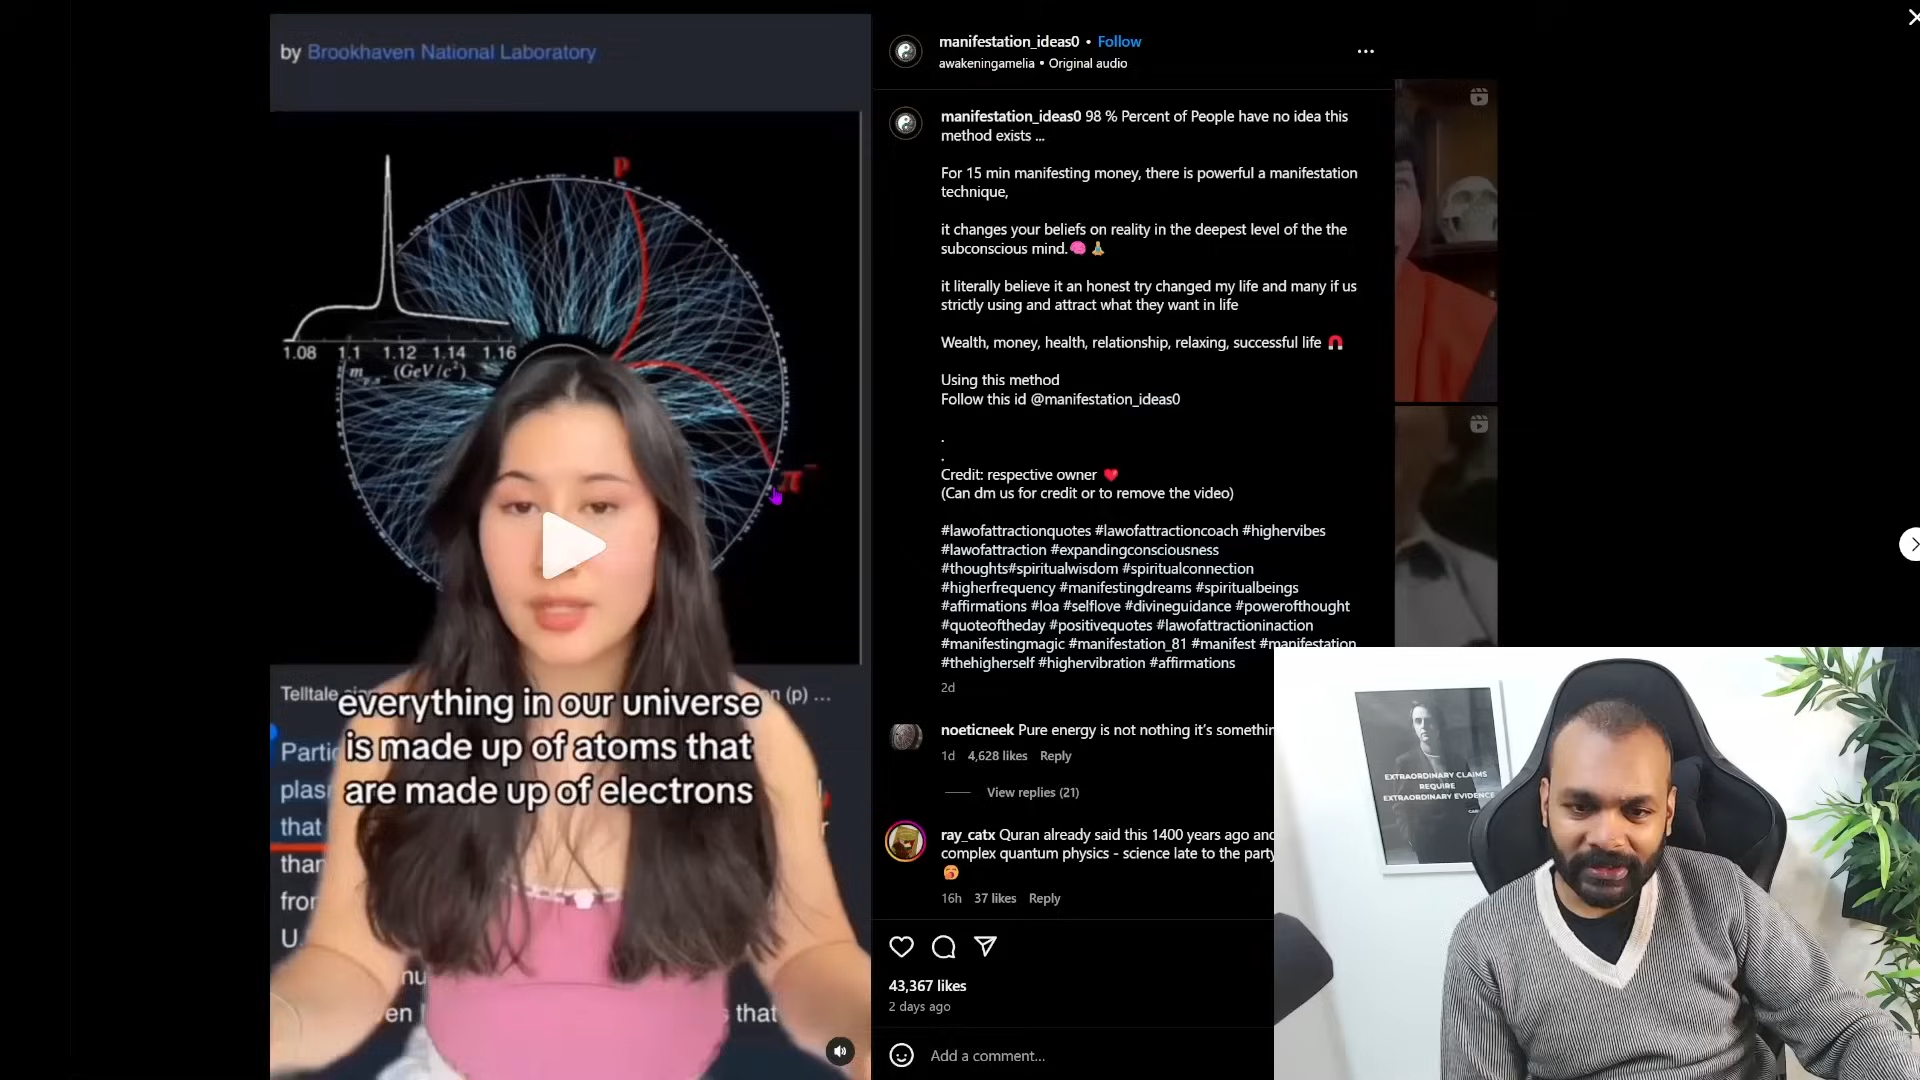 by Brookhaven National Laboratory
p
1.08 1.1 1.12 1.14 1.16
(GeV/c²)
π⁻
Telltale
n (p) ...
Partic
plas
that
than
from
U.
nu
en
s that
everything in our universe
is made up of atoms that
are made up of electrons
manifestation_ideas0 • Follow
awakeningamelia • Original audio
manifestation_ideas0 98 % Percent of People have no idea this
method exists ...
For 15 min manifesting money, there is powerful a manifestation
technique,
it changes your beliefs on reality in the deepest level of the the
subconscious mind.🧠🧘
it literally believe it an honest try changed my life and many if us
strictly using and attract what they want in life
Wealth, money, health, relationship, relaxing, successful life 🧲
Using this method
Follow this id @manifestation_ideas0
.
.
Credit: respective owner ❤️
(Can dm us for credit or to remove the video)
#lawofattractionquotes #lawofattractioncoach #highervibes
#lawofattraction #expandingconsciousness
#thoughts#spiritualwisdom #spiritualconnection
#higherfrequency #manifestingdreams #spiritualbeings
#affirmations #loa #selflove #divineguidance #powerofthought
#quoteoftheday #positivequotes #lawofattractioninaction
#manifestingmagic #manifestation_81 #manifest #manifestation
#thehigherself #highervibration #affirmations
2d
noeticneek Pure energy is not nothing it's somethin
1d 4,628 likes Reply
View replies (21)
ray_catx Quran already said this 1400 years ago and
complex quantum physics - science late to the party
16h 37 likes Reply
43,367 likes
2 days ago
Add a comment...
EXTRAORDINARY CLAIMS
REQUIRE
EXTRAORDINARY EVIDENCE